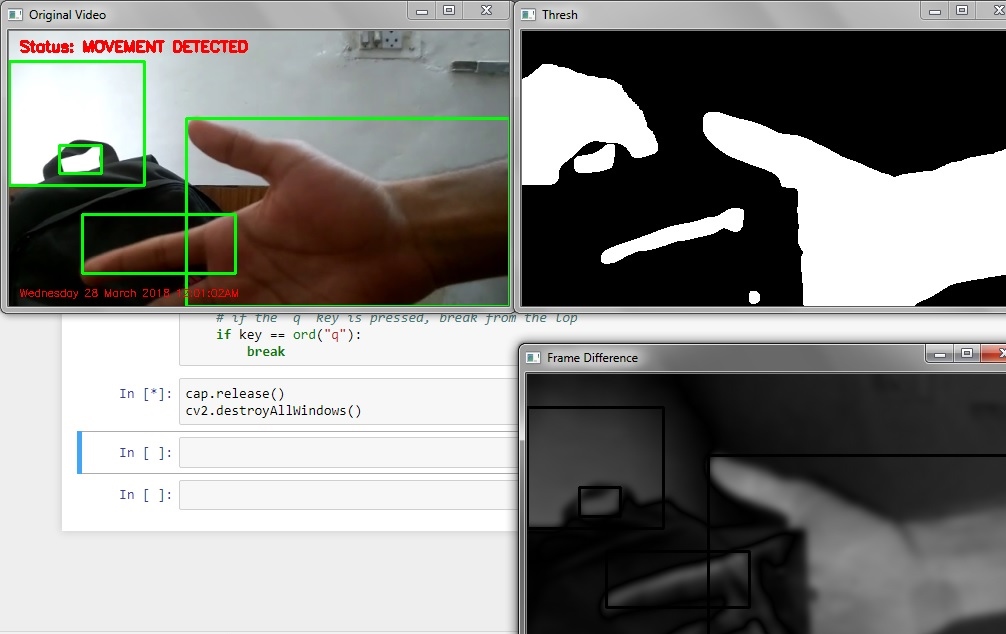 Original Video
Thresh
Status: MOVEMENT DETECTED
Wednesday 28 March 2018 12:01:02AM
# if the q key is pressed, break from the lop
if key == ord("q"):
break
Frame Difference
In [*]:
cap.release()
cv2.destroyAllWindows()
In [ ]:
In [ ]: